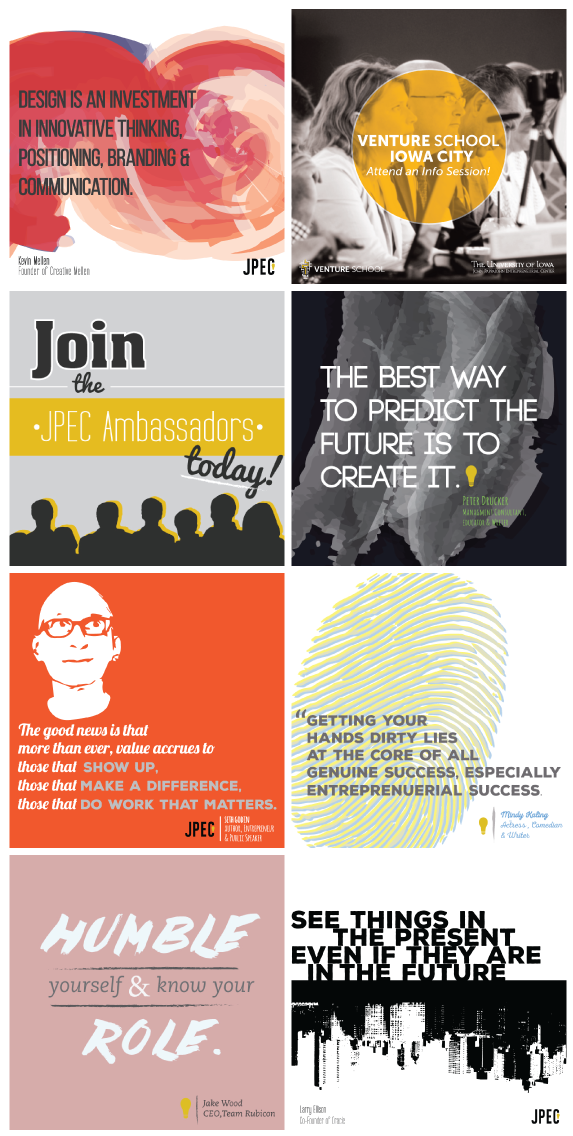 DESIGN IS AN INVESTMENT
IN INNOVATIVE THINKING,
POSITIONING, BRANDING &
COMMUNICATION.
Kevin Mellen
Founder of Creative Mellen
JPEC
VENTURE SCHOOL
IOWA CITY
Attend an Info Session!
VENTURE SCHOOL
THE UNIVERSITY OF IOWA
JOHN PAPPAJOHN ENTREPRENEURIAL CENTER
Join
the
•JPEC Ambassadors•
today!
THE BEST WAY
TO PREDICT THE
FUTURE IS TO
CREATE IT.
PETER DRUCKER
MANAGMENT CONSULTANT,
EDUCATOR & WRITER
The good news is that
more than ever, value accrues to
those that SHOW UP,
those that MAKE A DIFFERENCE,
those that DO WORK THAT MATTERS.
JPEC
SETH GODIN
AUTHOR, ENTREPRENEUR
& PUBLIC SPEAKER
“GETTING YOUR
HANDS DIRTY LIES
AT THE CORE OF ALL
GENUINE SUCCESS, ESPECIALLY
ENTREPRENUERIAL SUCCESS.
Mindy Kaling
Actress, Comedian
& Writer
HUMBLE
yourself & know your
ROLE.
Jake Wood
CEO,Team Rubicon
SEE THINGS IN
THE PRESENT
EVEN IF THEY ARE
IN THE FUTURE
Larry Ellison
Co-Founder of Oracle
JPEC